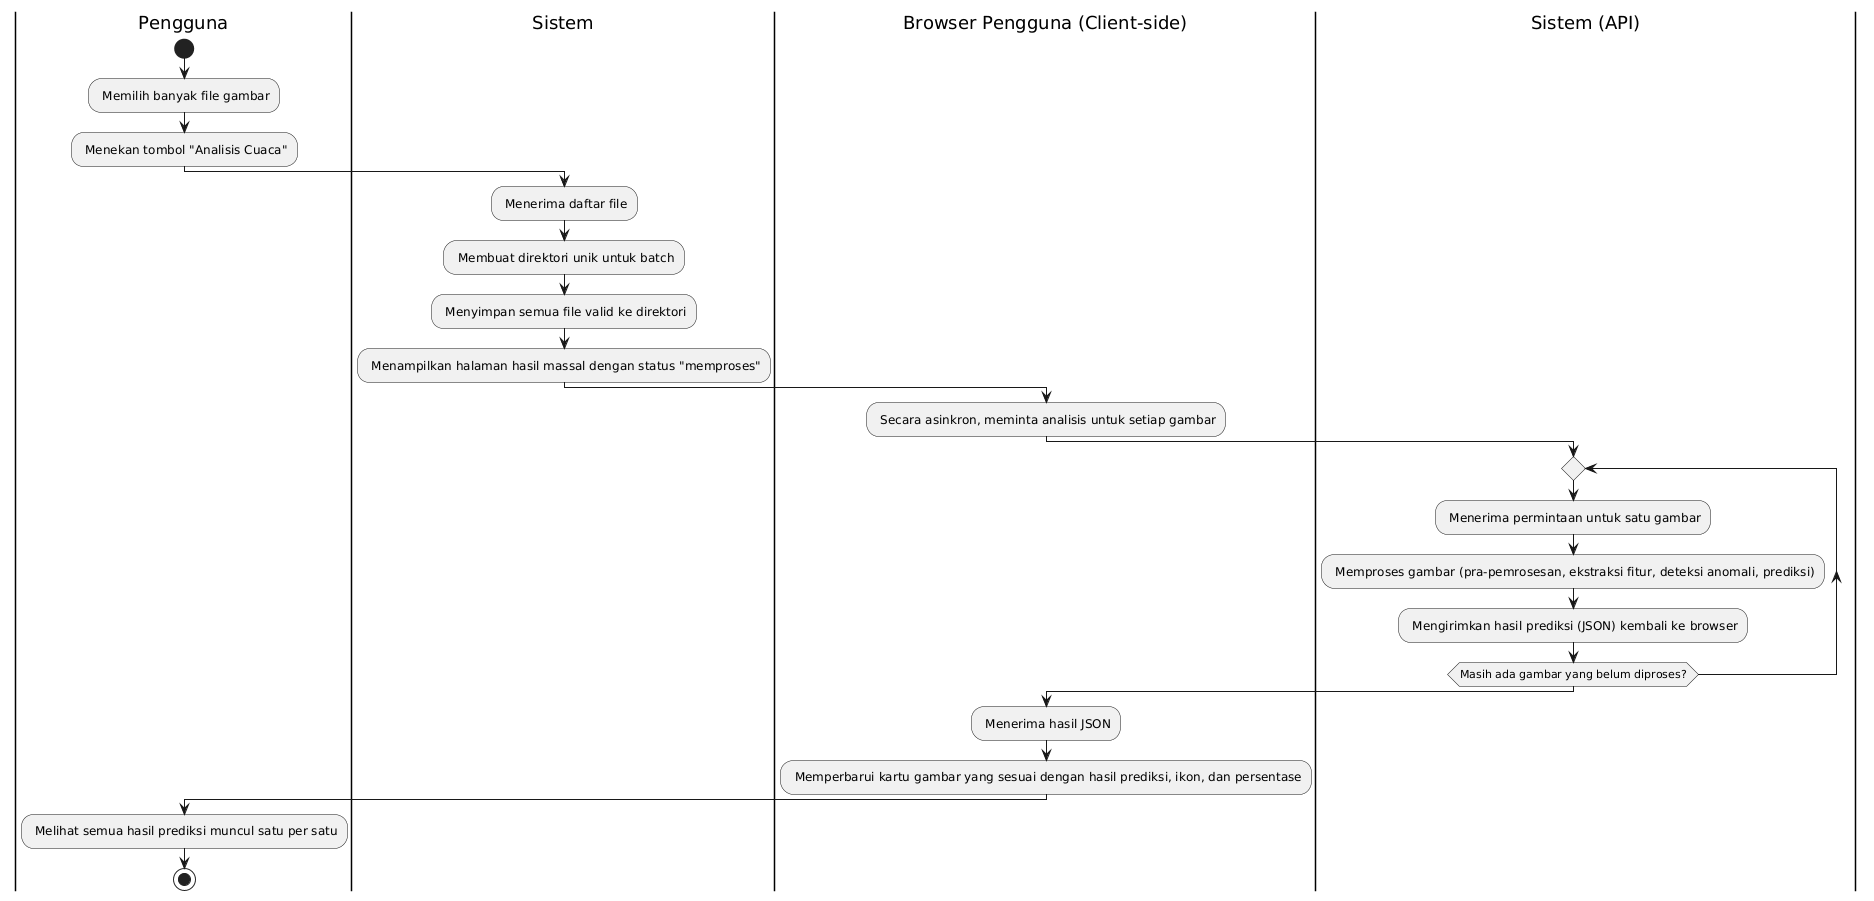 Pengguna
Sistem
Browser Pengguna (Client-side)
Sistem (API)
Memilih banyak file gambar
Menekan tombol "Analisis Cuaca"
Menerima daftar file
Membuat direktori unik untuk batch
Menyimpan semua file valid ke direktori
Menampilkan halaman hasil massal dengan status "memproses"
Secara asinkron, meminta analisis untuk setiap gambar
Menerima permintaan untuk satu gambar
Memproses gambar (pra-pemrosesan, ekstraksi fitur, deteksi anomali, prediksi)
Mengirimkan hasil prediksi (JSON) kembali ke browser
Masih ada gambar yang belum diproses?
Menerima hasil JSON
Memperbarui kartu gambar yang sesuai dengan hasil prediksi, ikon, dan persentase
Melihat semua hasil prediksi muncul satu per satu